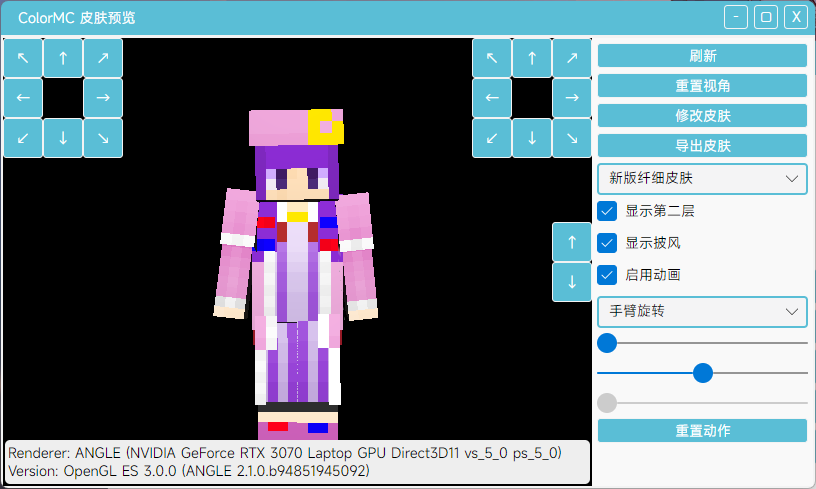 ColorMC 皮肤预览
- X
↖ ↑ ↗ ↖ ↑ ↗
← → ← →
↙ ↓ ↘ ↙ ↓ ↘
↑
↓
刷新
重置视角
修改皮肤
导出皮肤
新版纤细皮肤
显示第二层
显示披风
启用动画
手臂旋转
重置动作
Renderer: ANGLE (NVIDIA GeForce RTX 3070 Laptop GPU Direct3D11 vs_5_0 ps_5_0)
Version: OpenGL ES 3.0.0 (ANGLE 2.1.0.b94851945092)